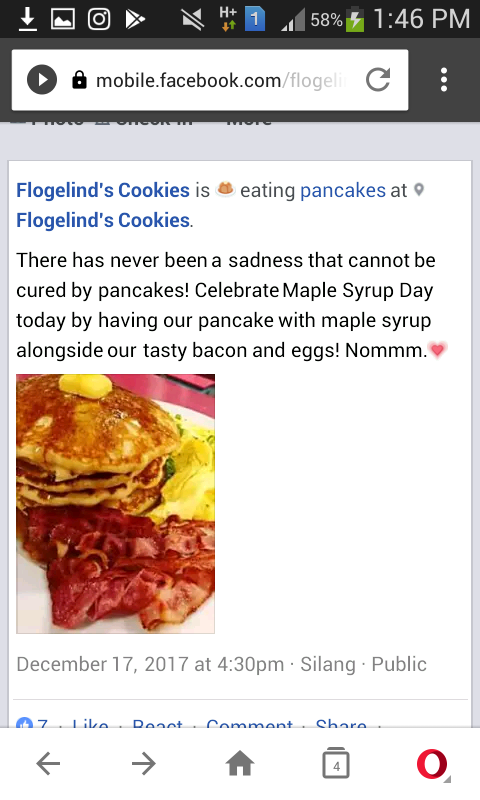 H+ 1 58% 1:46 PM
mobile.facebook.com/flogeli
Photo Check In More
Flogelind's Cookies is eating pancakes at
Flogelind's Cookies.
There has never been a sadness that cannot be
cured by pancakes! Celebrate Maple Syrup Day
today by having our pancake with maple syrup
alongside our tasty bacon and eggs! Nommm.
December 17, 2017 at 4:30pm · Silang · Public
7 · Like · React · Comment · Share ·
4